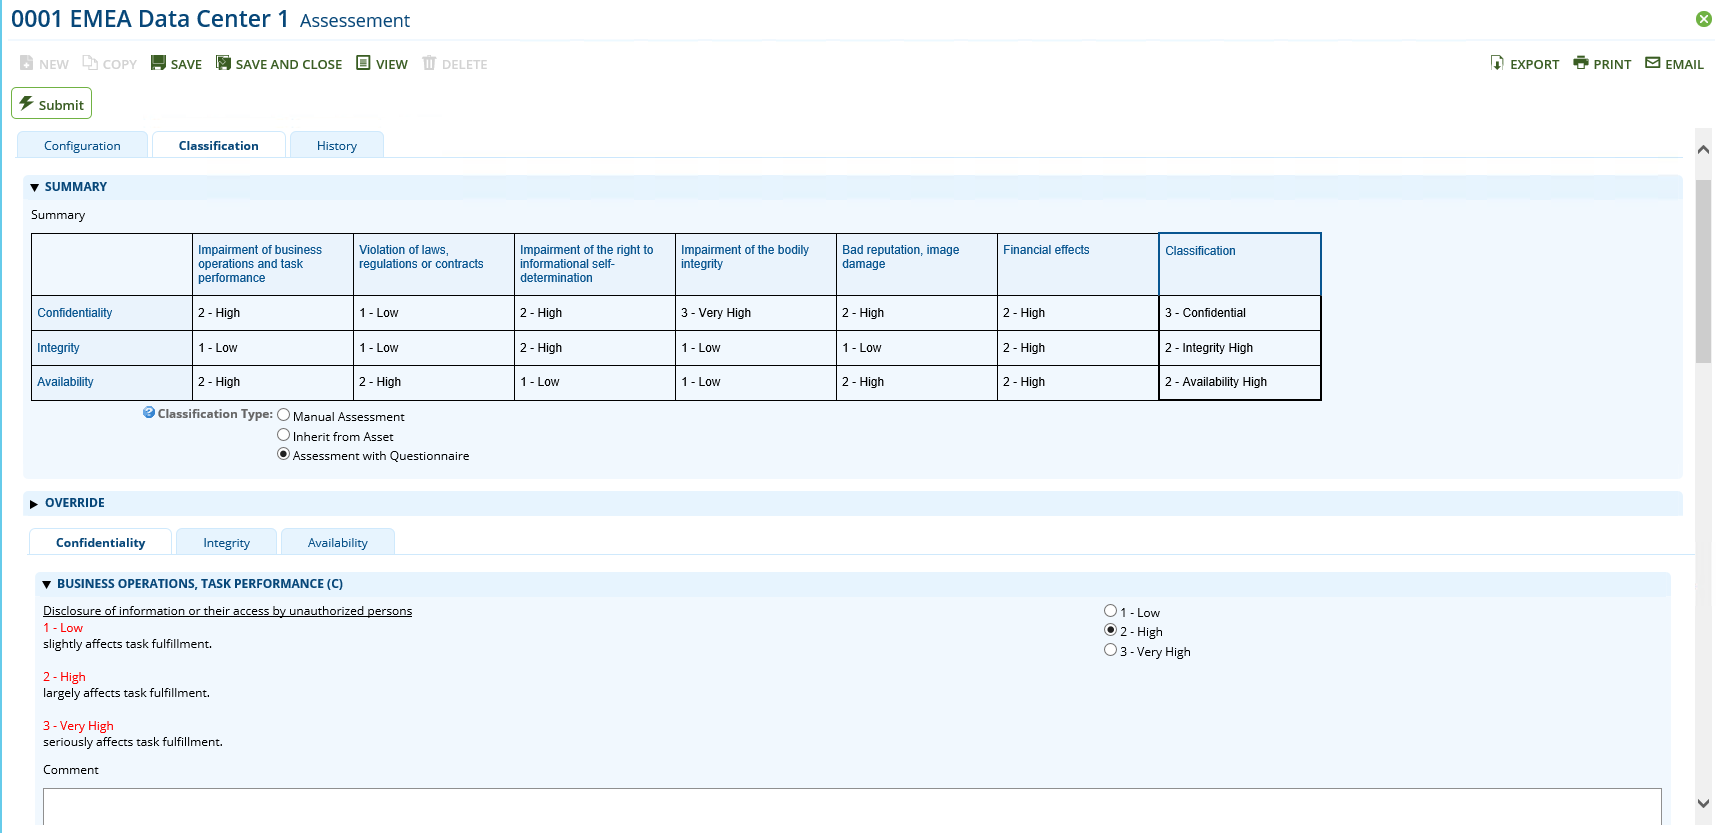 0001 EMEA Data Center 1 Assessement
NEW COPY SAVE SAVE AND CLOSE VIEW DELETE EXPORT PRINT EMAIL
Submit
Configuration Classification History
SUMMARY
Summary
Impairment of business operations and task performance
Violation of laws, regulations or contracts
Impairment of the right to informational self-determination
Impairment of the bodily integrity
Bad reputation, image damage
Financial effects
Classification
Confidentiality 2 - High 1 - Low 2 - High 3 - Very High 2 - High 2 - High 3 - Confidential
Integrity 1 - Low 1 - Low 2 - High 1 - Low 1 - Low 2 - High 2 - Integrity High
Availability 2 - High 2 - High 1 - Low 1 - Low 2 - High 2 - High 2 - Availability High
Classification Type: Manual Assessment
Inherit from Asset
Assessment with Questionnaire
OVERRIDE
Confidentiality Integrity Availability
BUSINESS OPERATIONS, TASK PERFORMANCE (C)
Disclosure of information or their access by unauthorized persons
1 - Low
slightly affects task fulfillment.
2 - High
largely affects task fulfillment.
3 - Very High
seriously affects task fulfillment.
1 - Low
2 - High
3 - Very High
Comment